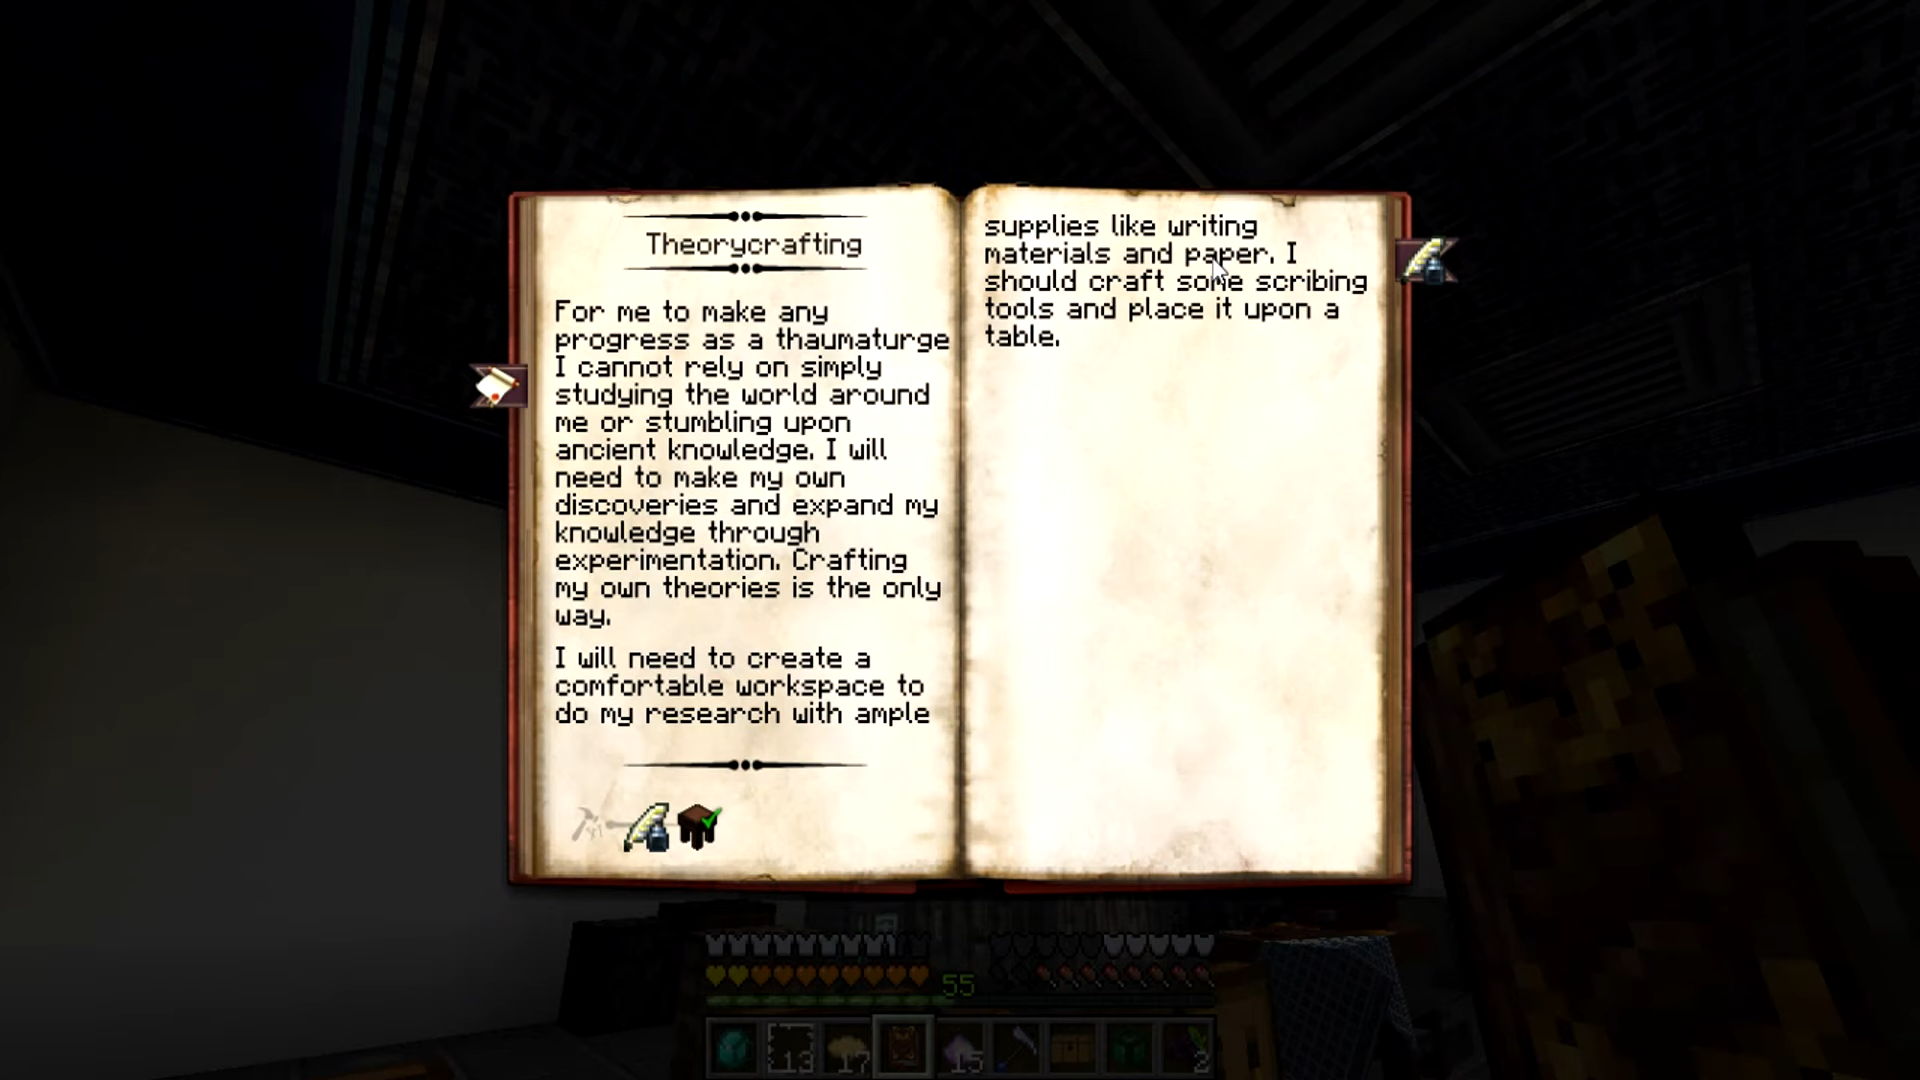 Theorycrafting
For me to make any
progress as a thaumaturge
I cannot rely on simply
studying the world around
me or stumbling upon
ancient knowledge. I will
need to make my own
discoveries and expand my
knowledge through
experimentation. Crafting
my own theories is the only
way.
I will need to create a
comfortable workspace to
do my research with ample
supplies like writing
materials and paper. I
should craft some scribing
tools and place it upon a
table.
55
13
17
15
2